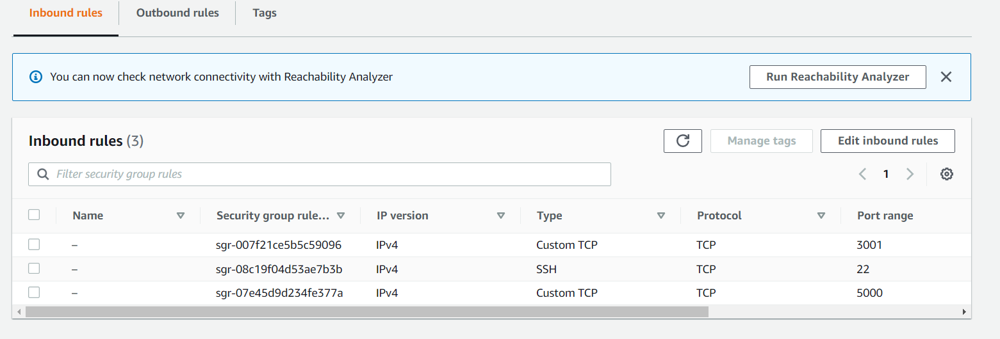 Inbound rules Outbound rules Tags
You can now check network connectivity with Reachability Analyzer Run Reachability Analyzer
Inbound rules (3) Manage tags Edit inbound rules
Filter security group rules 1
Name Security group rule... IP version Type Protocol Port range
– sgr-007f21ce5b5c59096 IPv4 Custom TCP TCP 3001
– sgr-08c19f04d53ae7b3b IPv4 SSH TCP 22
– sgr-07e45d9d234fe377a IPv4 Custom TCP TCP 5000